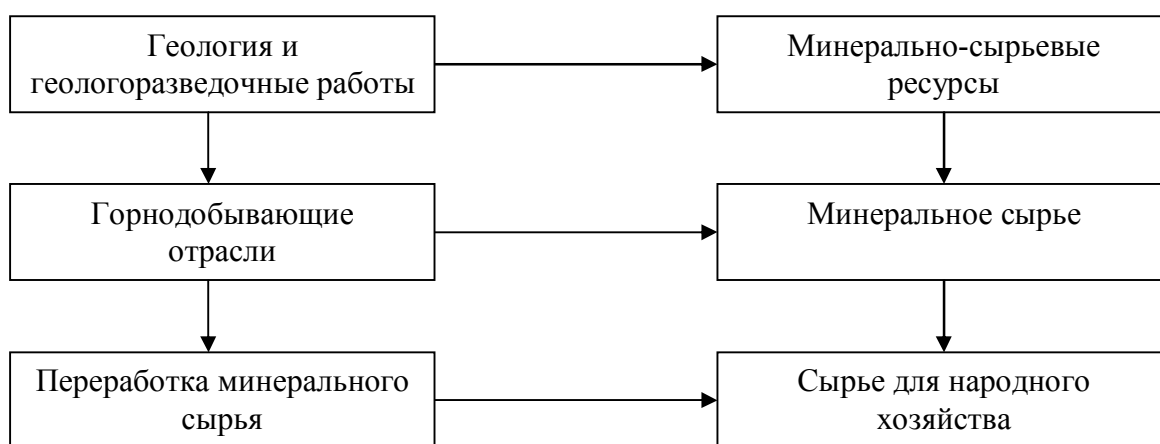 Геология и
геологоразведочные работы
Минерально-сырьевые
ресурсы
Горнодобывающие
отрасли
Минеральное сырье
Переработка минерального
сырья
Сырье для народного
хозяйства